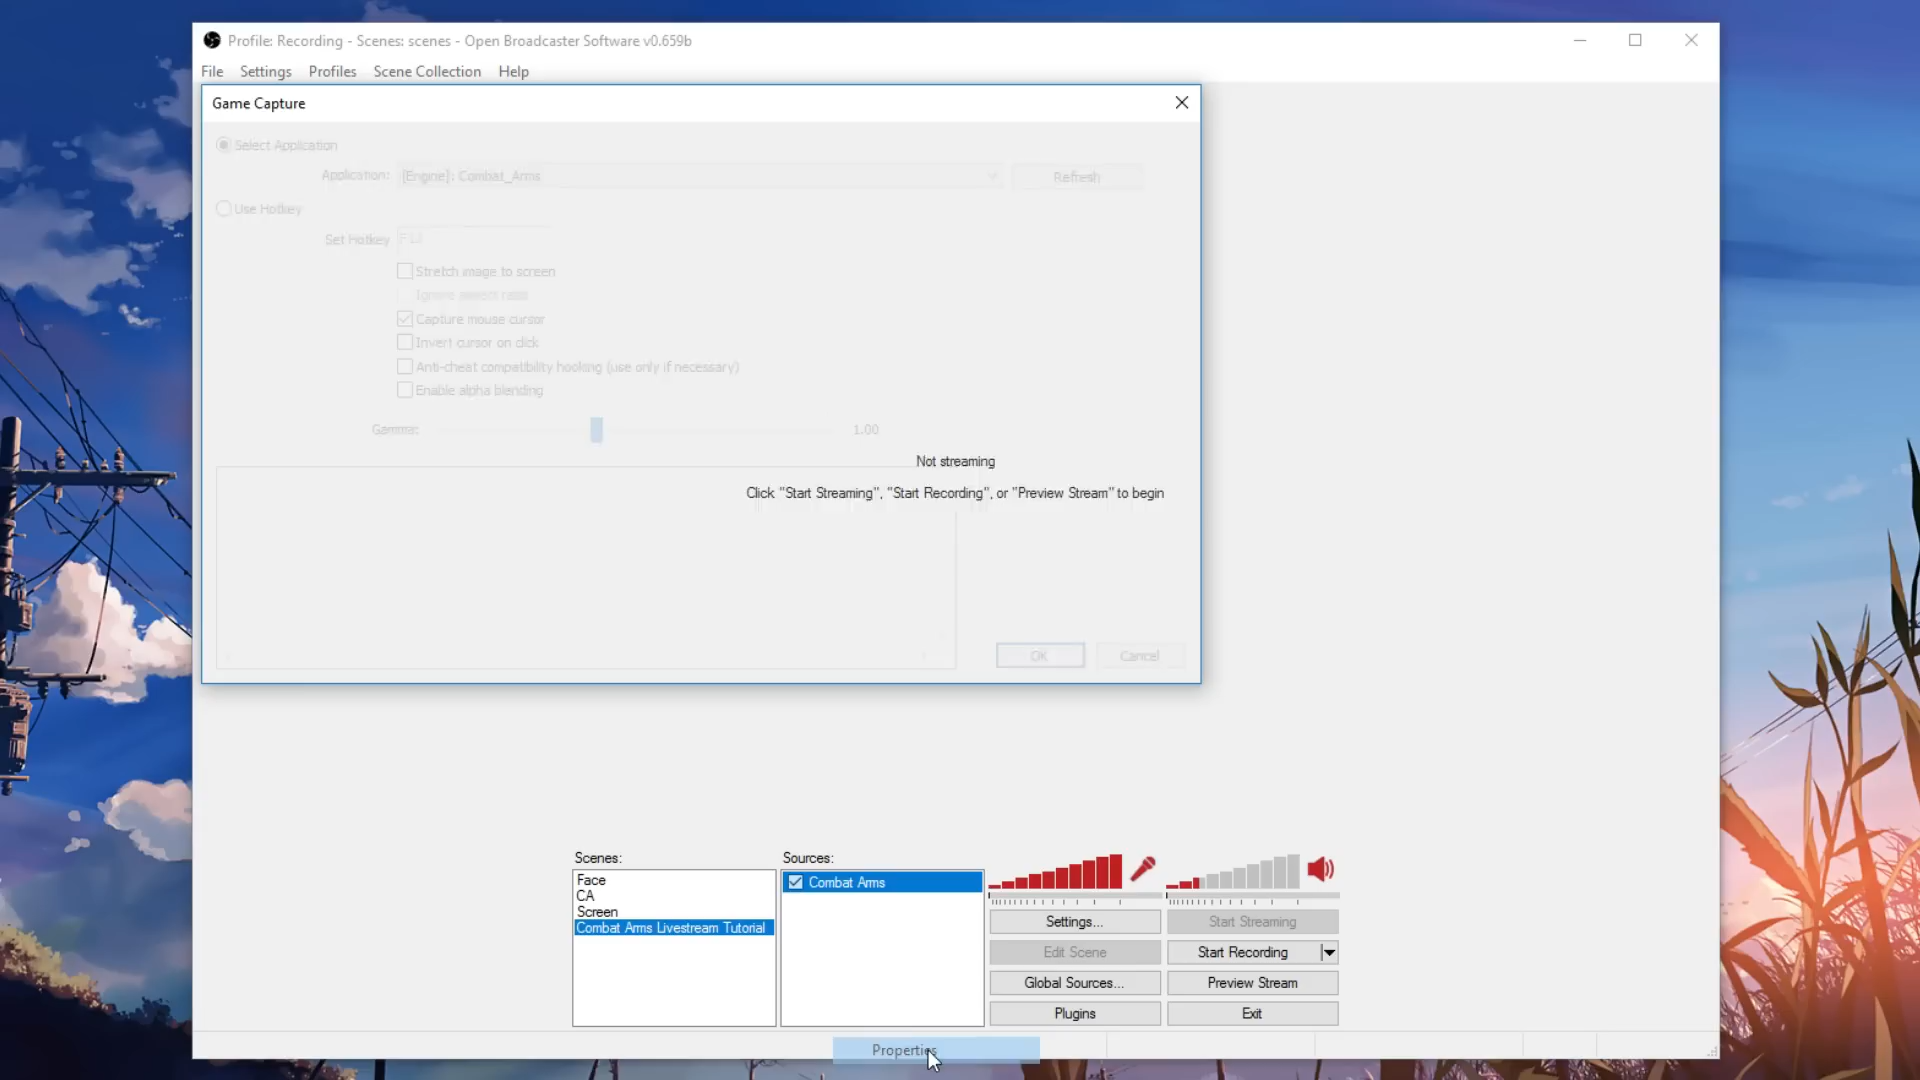 Profile: Recording - Scenes: scenes - Open Broadcaster Software v0.659b
File Settings Profiles Scene Collection Help
Game Capture
Select Application
Application: [Engine]: Combat_Arms Refresh
Use Hotkey
Set Hotkey
Stretch image to screen
Ignore aspect ratio
Capture mouse cursor
Invert cursor on click
Anti-cheat compatibility hooking (use only if necessary)
Enable alpha blending
Gamma: 1.00
Not streaming
Click "Start Streaming", "Start Recording", or "Preview Stream" to begin
OK Cancel
Scenes:
Face
CA
Screen
Combat Arms Livestream Tutorial
Sources:
Combat Arms
Settings... Start Streaming
Edit Scene Start Recording
Global Sources... Preview Stream
Plugins Exit
Properties